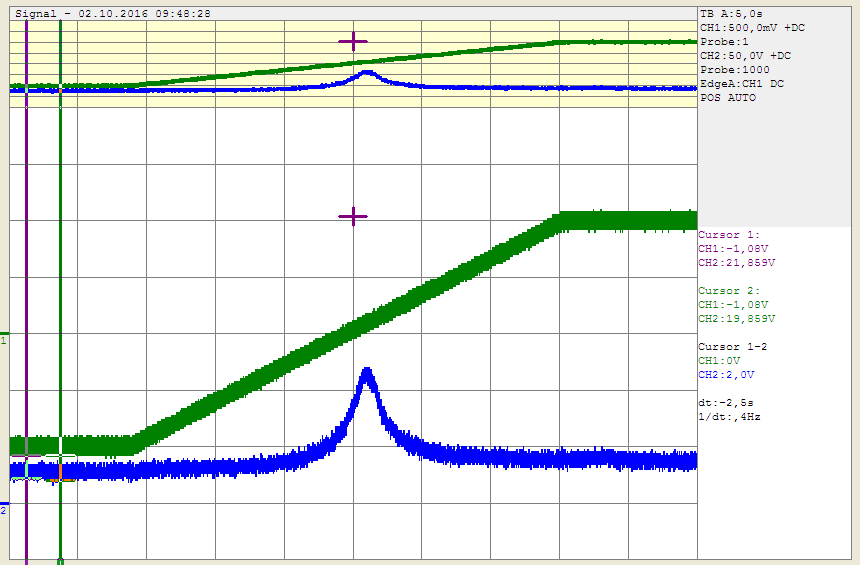 Signal - 02.10.2016 09:48:28
TB A:5,0s
CH1:500,0mV +DC
Probe:1
CH2:50,0V +DC
Probe:1000
EdgeA:CH1 DC
POS AUTO
Cursor 1:
CH1:-1,08V
CH2:21,859V
Cursor 2:
CH1:-1,08V
CH2:19,859V
Cursor 1-2
CH1:0V
CH2:2,0V
dt:-2,5s
1/dt:,4Hz
1
2